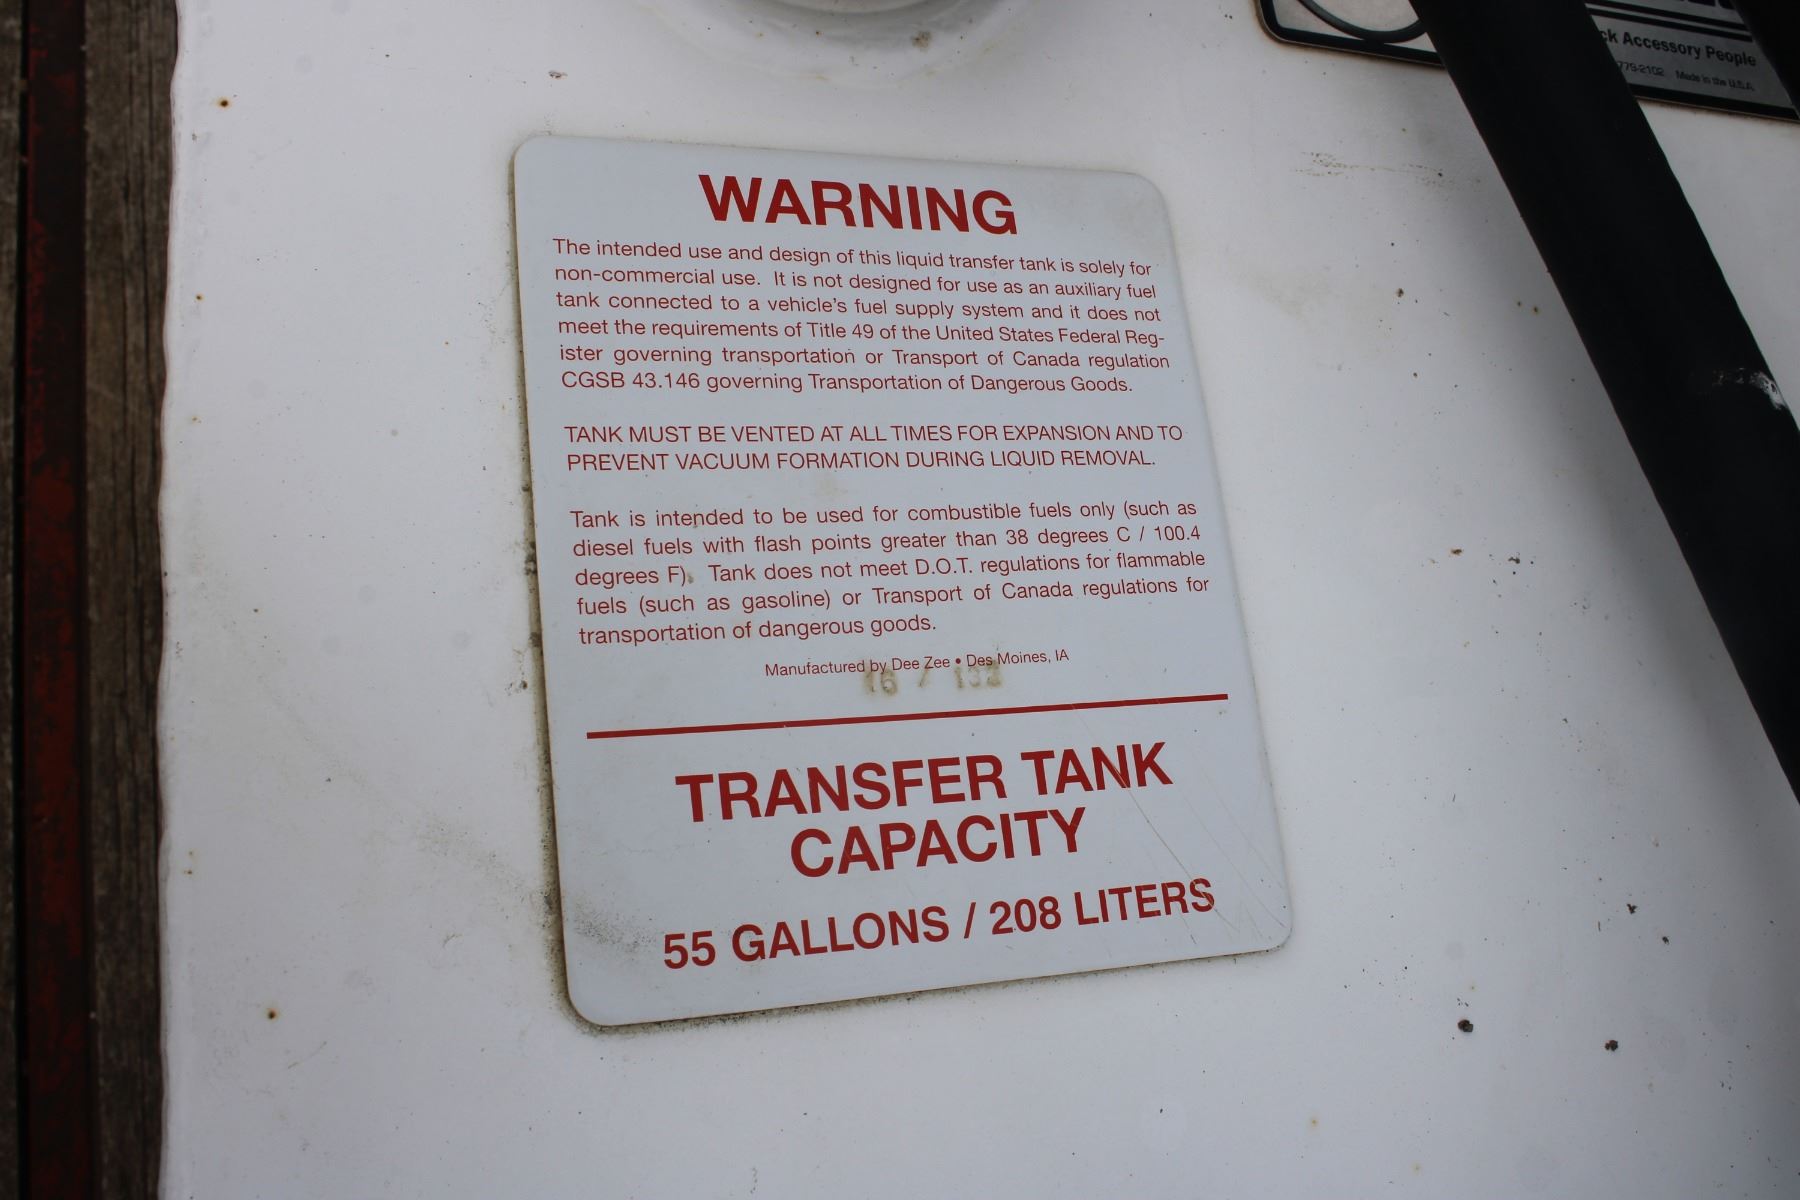 ck Accessory People
779-2102 Made in the U.S.A.
WARNING
The intended use and design of this liquid transfer tank is solely for
non-commercial use. It is not designed for use as an auxiliary fuel
tank connected to a vehicle's fuel supply system and it does not
meet the requirements of Title 49 of the United States Federal Reg-
ister governing transportation or Transport of Canada regulation
CGSB 43.146 governing Transportation of Dangerous Goods.
TANK MUST BE VENTED AT ALL TIMES FOR EXPANSION AND TO
PREVENT VACUUM FORMATION DURING LIQUID REMOVAL.
Tank is intended to be used for combustible fuels only (such as
diesel fuels with flash points greater than 38 degrees C / 100.4
degrees F). Tank does not meet D.O.T. regulations for flammable
fuels (such as gasoline) or Transport of Canada regulations for
transportation of dangerous goods.
Manufactured by Dee Zee • Des Moines, IA
16 / 133
TRANSFER TANK
CAPACITY
55 GALLONS / 208 LITERS